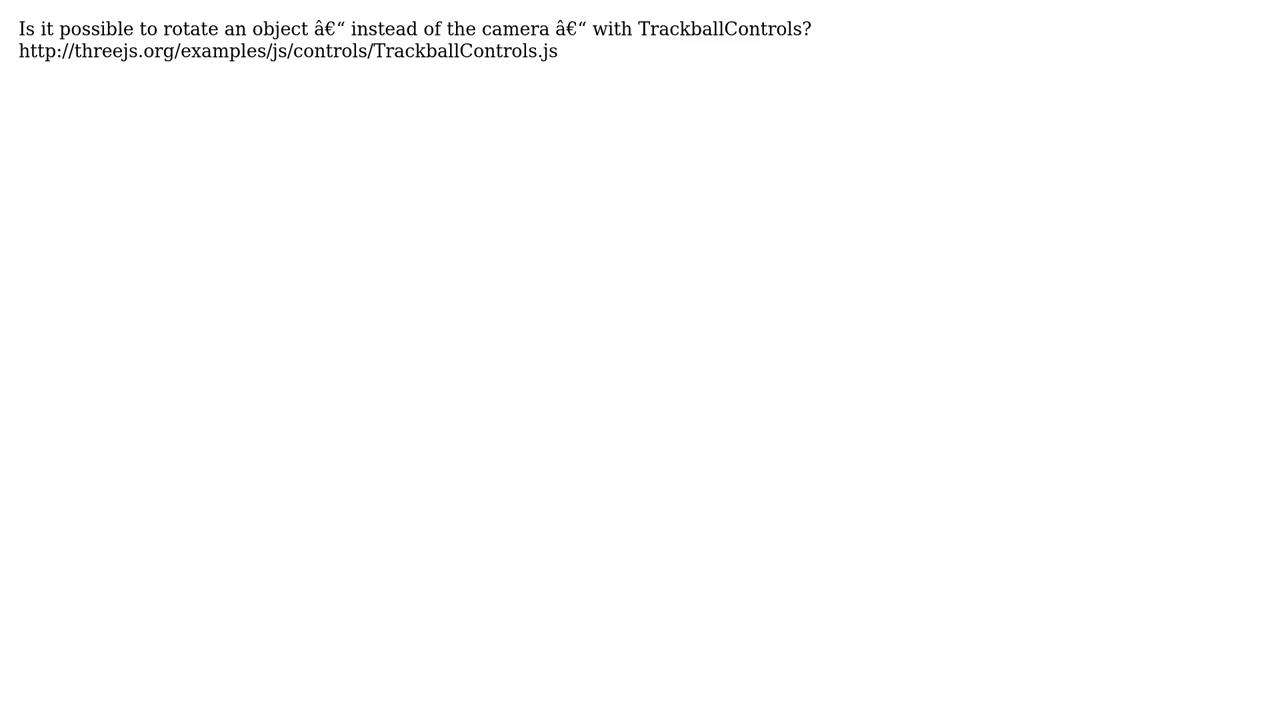 Is it possible to rotate an object â€“ instead of the camera â€“ with TrackballControls?
http://threejs.org/examples/js/controls/TrackballControls.js